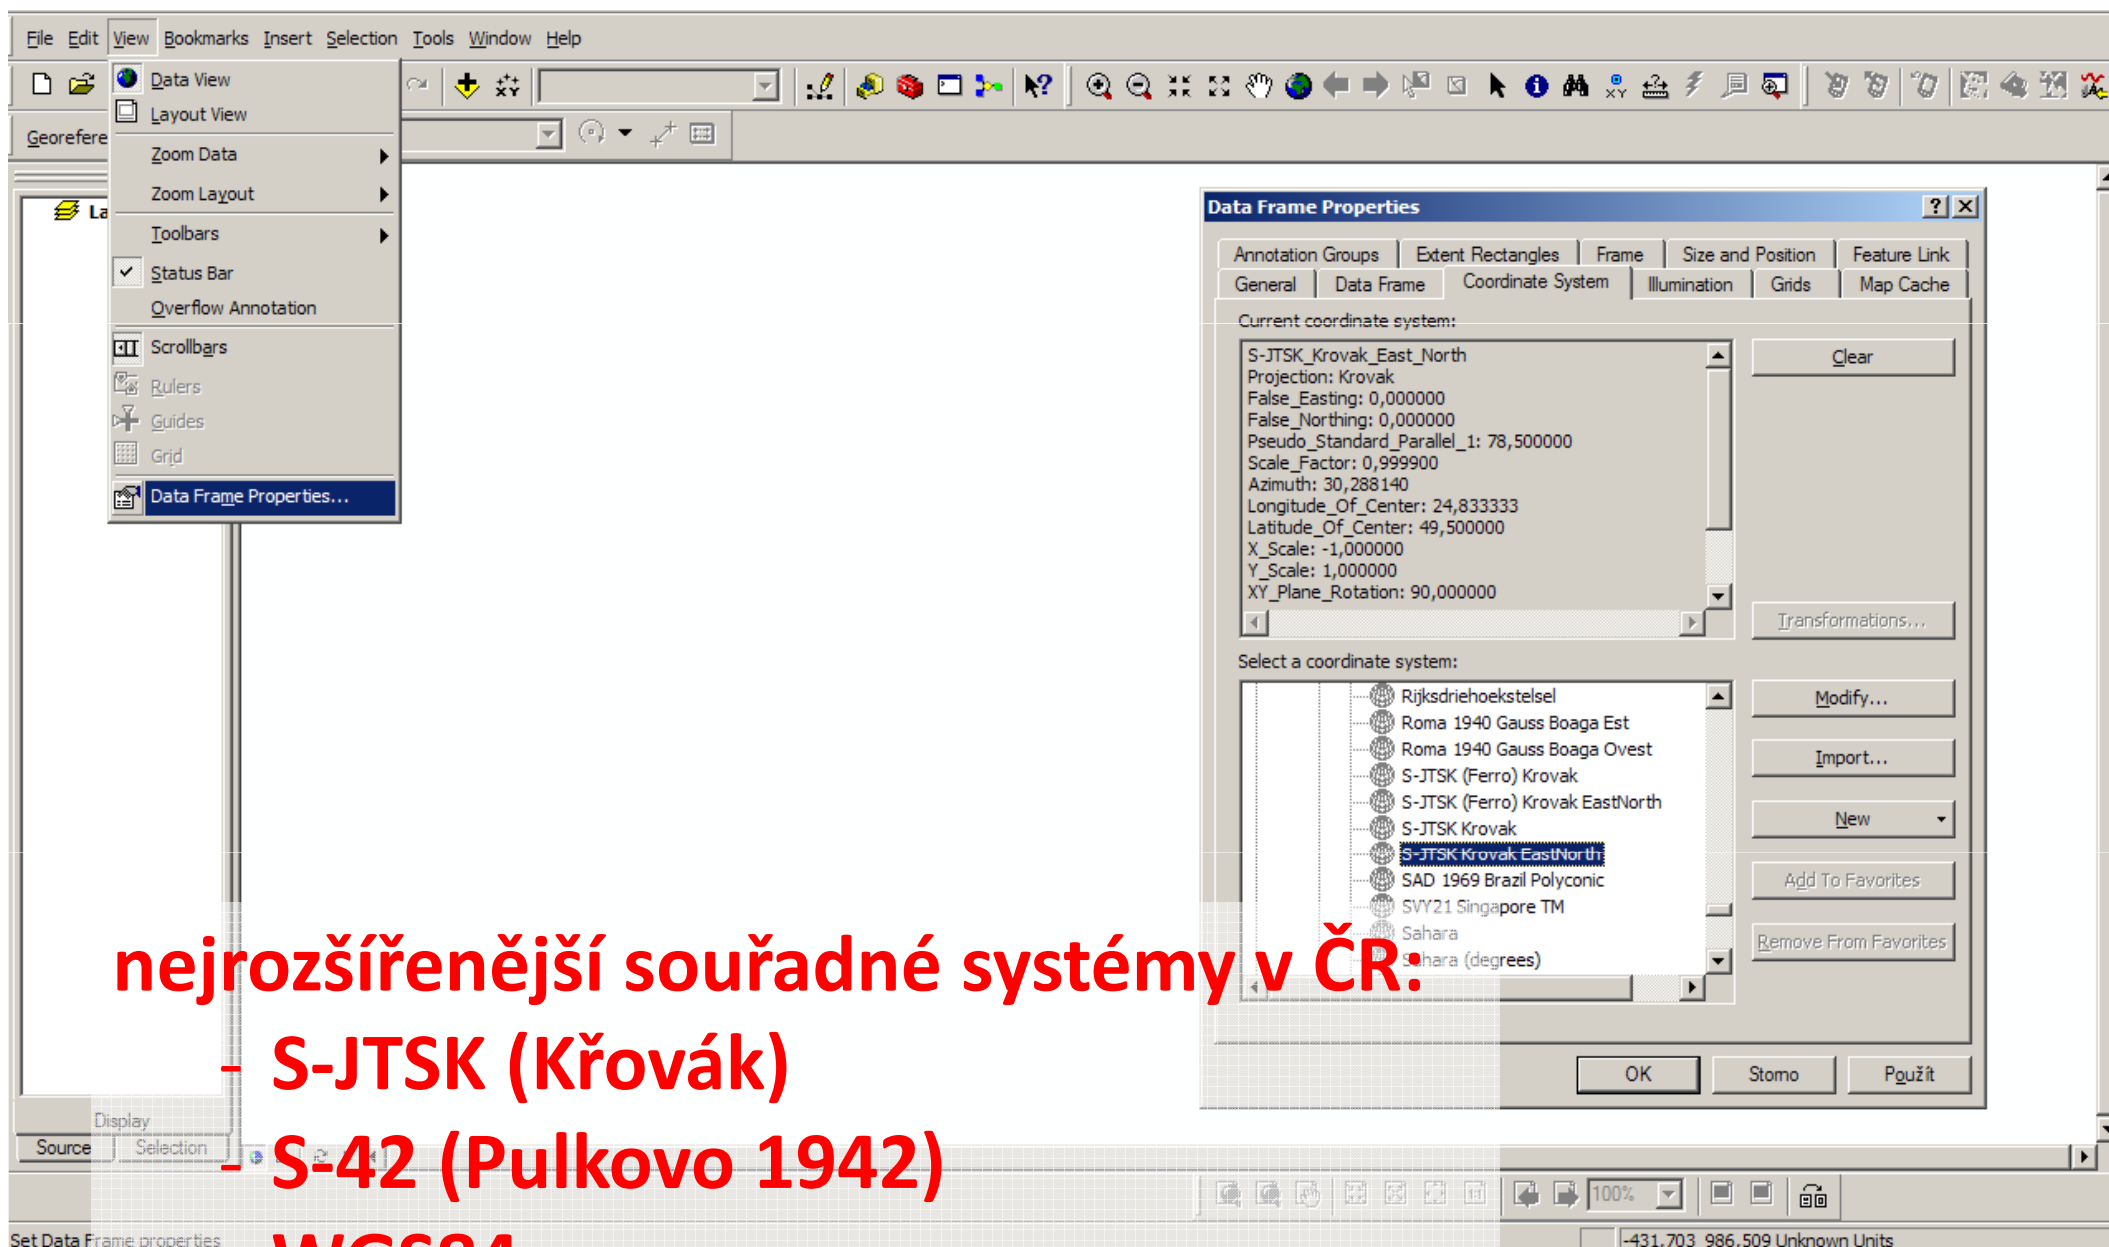 File Edit View Bookmarks Insert Selection Tools Window Help
Data View
Layout View
Georefere
Zoom Data
Zoom Layout
La
Toolbars
Status Bar
Overflow Annotation
Scrollbars
Rulers
Guides
Grid
Data Frame Properties...
Data Frame Properties
Annotation Groups Extent Rectangles Frame Size and Position Feature Link
General Data Frame Coordinate System Illumination Grids Map Cache
Current coordinate system:
S-JTSK_Krovak_East_North
Projection: Krovak
False_Easting: 0,000000
False_Northing: 0,000000
Pseudo_Standard_Parallel_1: 78,500000
Scale_Factor: 0,999900
Azimuth: 30,288140
Longitude_Of_Center: 24,833333
Latitude_Of_Center: 49,500000
X_Scale: -1,000000
Y_Scale: 1,000000
XY_Plane_Rotation: 90,000000
Clear
Transformations...
Select a coordinate system:
Rijksdriehoekstelsel
Roma 1940 Gauss Boaga Est
Roma 1940 Gauss Boaga Ovest
S-JTSK (Ferro) Krovak
S-JTSK (Ferro) Krovak EastNorth
S-JTSK Krovak
S-JTSK Krovak EastNorth
SAD 1969 Brazil Polyconic
SVY21 Singapore TM
Sahara
Sahara (degrees)
Modify...
Import...
New
Add To Favorites
Remove From Favorites
OK Storno Použít
nejrozšířenější souřadné systémy v ČR:
- S-JTSK (Křovák)
- S-42 (Pulkovo 1942)
WGS84
Display
Source Selection
100%
Set Data Frame properties
-431,703 986,509 Unknown Units